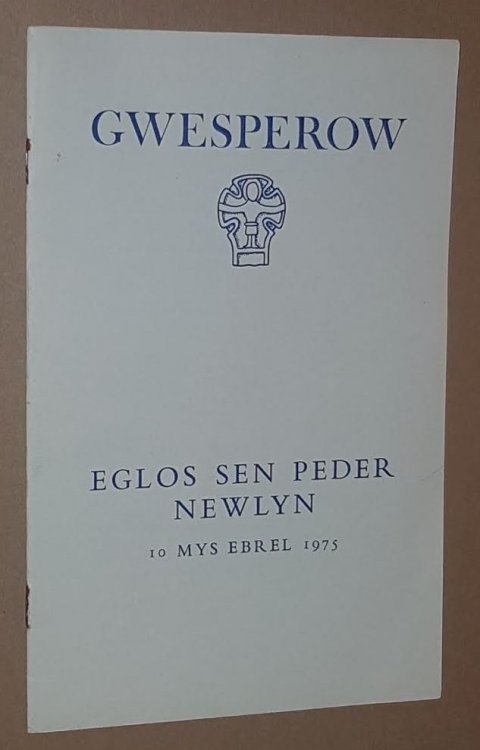 GWESPEROW
EGLOS SEN PEDER
NEWLYN
10 MYS EBREL 1975